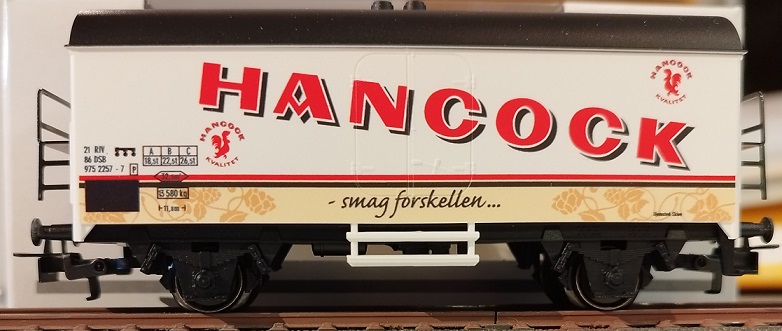 HANCOCK
HANCOCK
KVALITET
HANCOCK
KVALITET
21 RIV
86 DSB
975 2257 - 7 P
A B C
18,5t 22,5t 26,5t
13 580 kg
- smag forskellen...